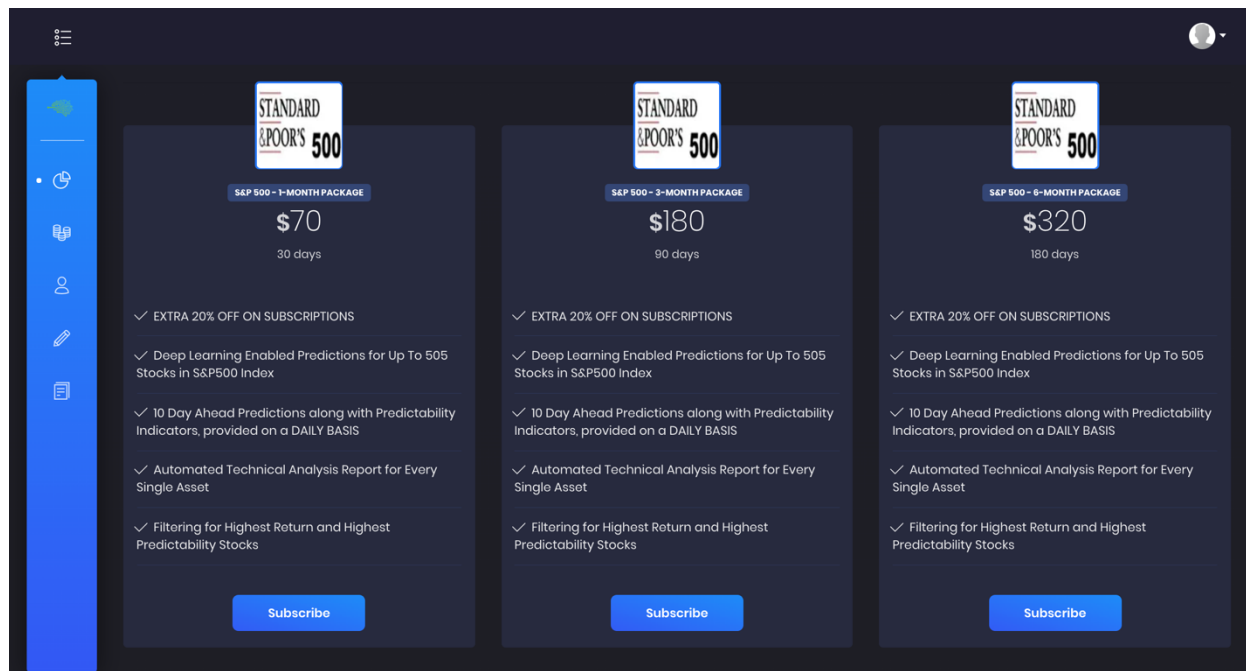 STANDARD
&POOR'S 500
S&P 500 - 1-MONTH PACKAGE
$70
30 days
✓ EXTRA 20% OFF ON SUBSCRIPTIONS
✓ Deep Learning Enabled Predictions for Up To 505
Stocks in S&P500 Index
✓ 10 Day Ahead Predictions along with Predictability
Indicators, provided on a DAILY BASIS
✓ Automated Technical Analysis Report for Every
Single Asset
✓ Filtering for Highest Return and Highest
Predictability Stocks
Subscribe
STANDARD
&POOR'S 500
S&P 500 - 3-MONTH PACKAGE
$180
90 days
✓ EXTRA 20% OFF ON SUBSCRIPTIONS
✓ Deep Learning Enabled Predictions for Up To 505
Stocks in S&P500 Index
✓ 10 Day Ahead Predictions along with Predictability
Indicators, provided on a DAILY BASIS
✓ Automated Technical Analysis Report for Every
Single Asset
✓ Filtering for Highest Return and Highest
Predictability Stocks
Subscribe
STANDARD
&POOR'S 500
S&P 500 - 6-MONTH PACKAGE
$320
180 days
✓ EXTRA 20% OFF ON SUBSCRIPTIONS
✓ Deep Learning Enabled Predictions for Up To 505
Stocks in S&P500 Index
✓ 10 Day Ahead Predictions along with Predictability
Indicators, provided on a DAILY BASIS
✓ Automated Technical Analysis Report for Every
Single Asset
✓ Filtering for Highest Return and Highest
Predictability Stocks
Subscribe